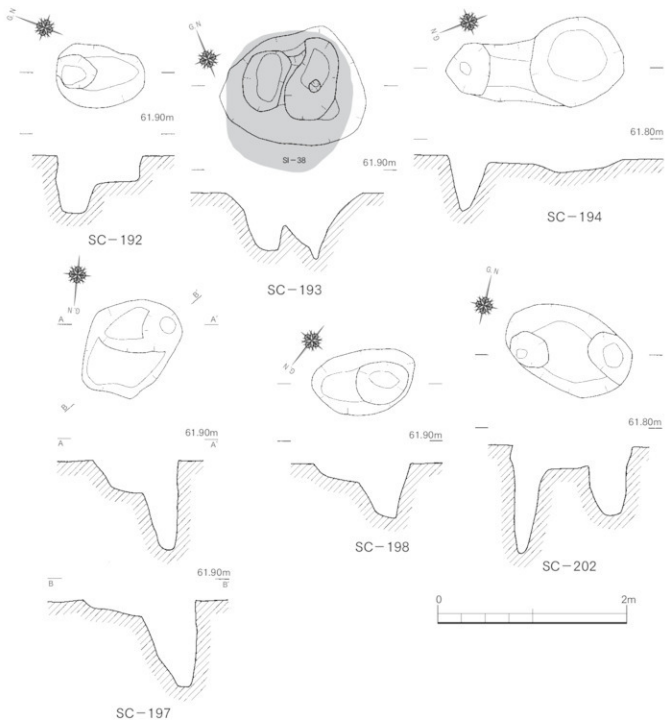 G.N
61.90m
SC-192
G.N
SI-38
61.90m
SC-193
N D
61.80m
SC-194
N D
A
A'
B'
B
61.90m
A
A'
61.90m
B
B'
SC-197
N D
61.90m
SC-198
G.N
61.80m
SC-202
0
2m